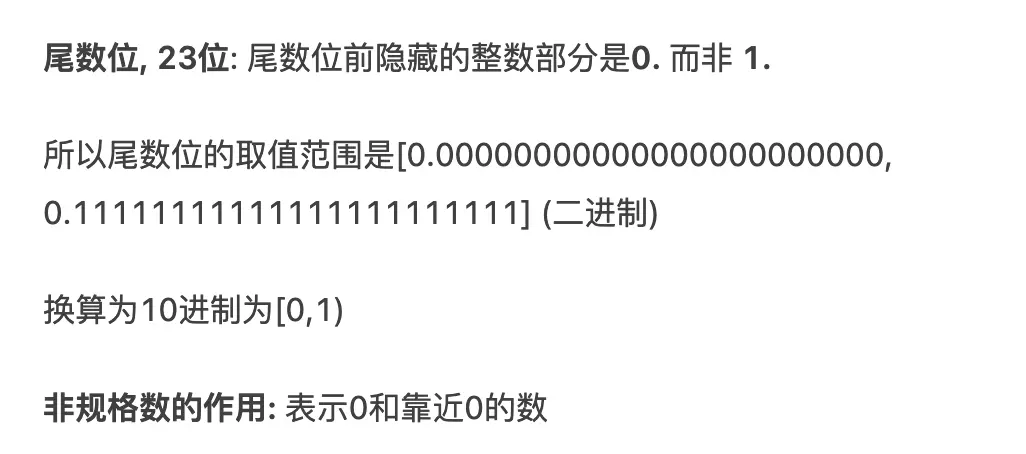 尾数位, 23位: 尾数位前隐藏的整数部分是0. 而非 1.
所以尾数位的取值范围是[0.00000000000000000000000,
0.11111111111111111111111] (二进制)
换算为10进制为[0,1)
非规格数的作用: 表示0和靠近0的数